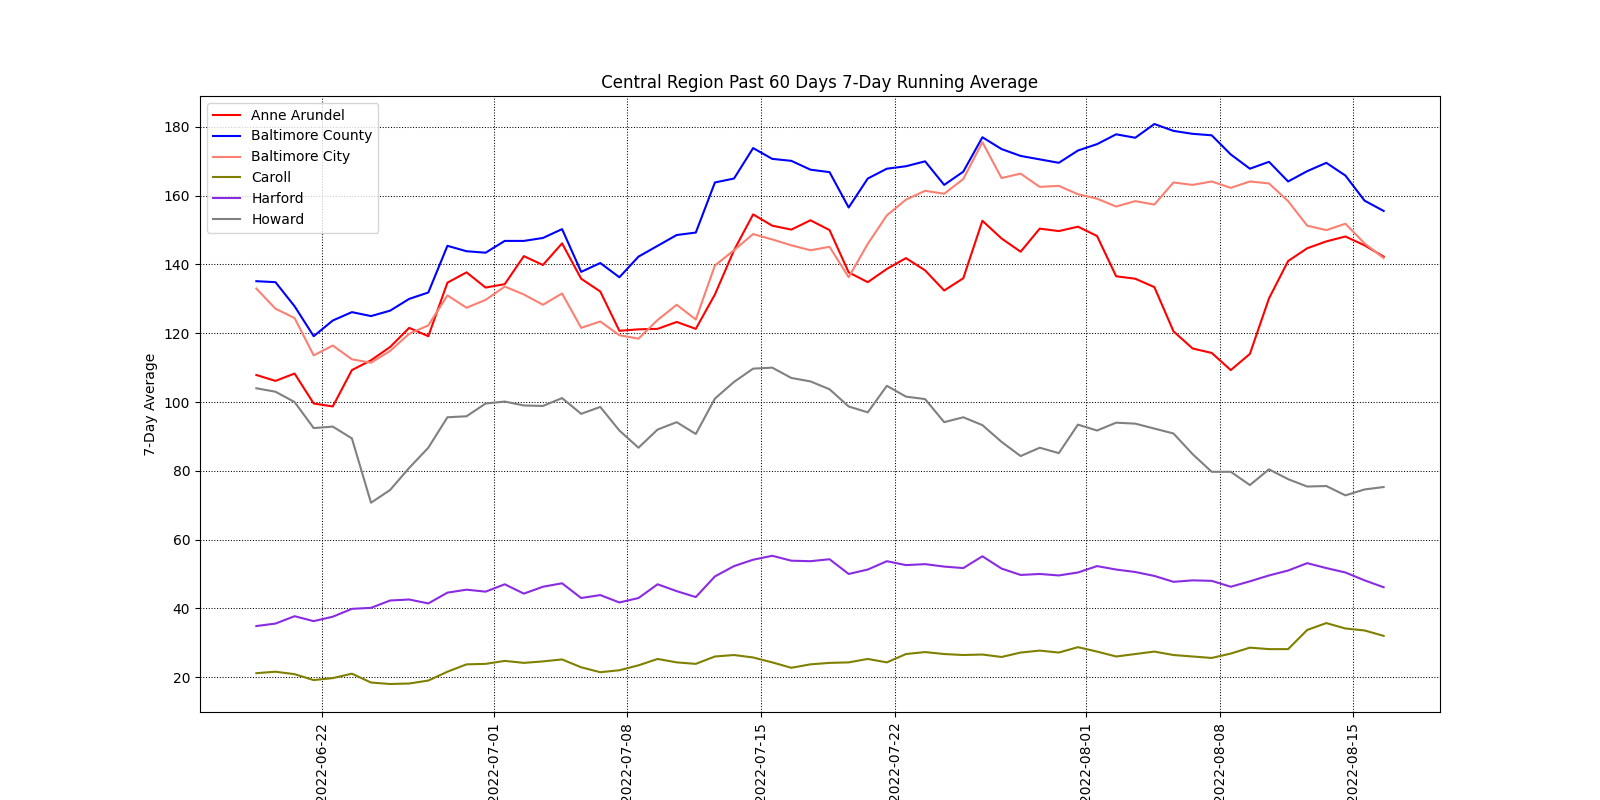 Central Region Past 60 Days 7-Day Running Average
Anne Arundel
Baltimore County
Baltimore City
Caroll
Harford
Howard
7-Day Average
180
160
140
120
100
80
60
40
20
2022-06-22
2022-07-01
2022-07-08
2022-07-15
2022-07-22
2022-08-01
2022-08-08
2022-08-15